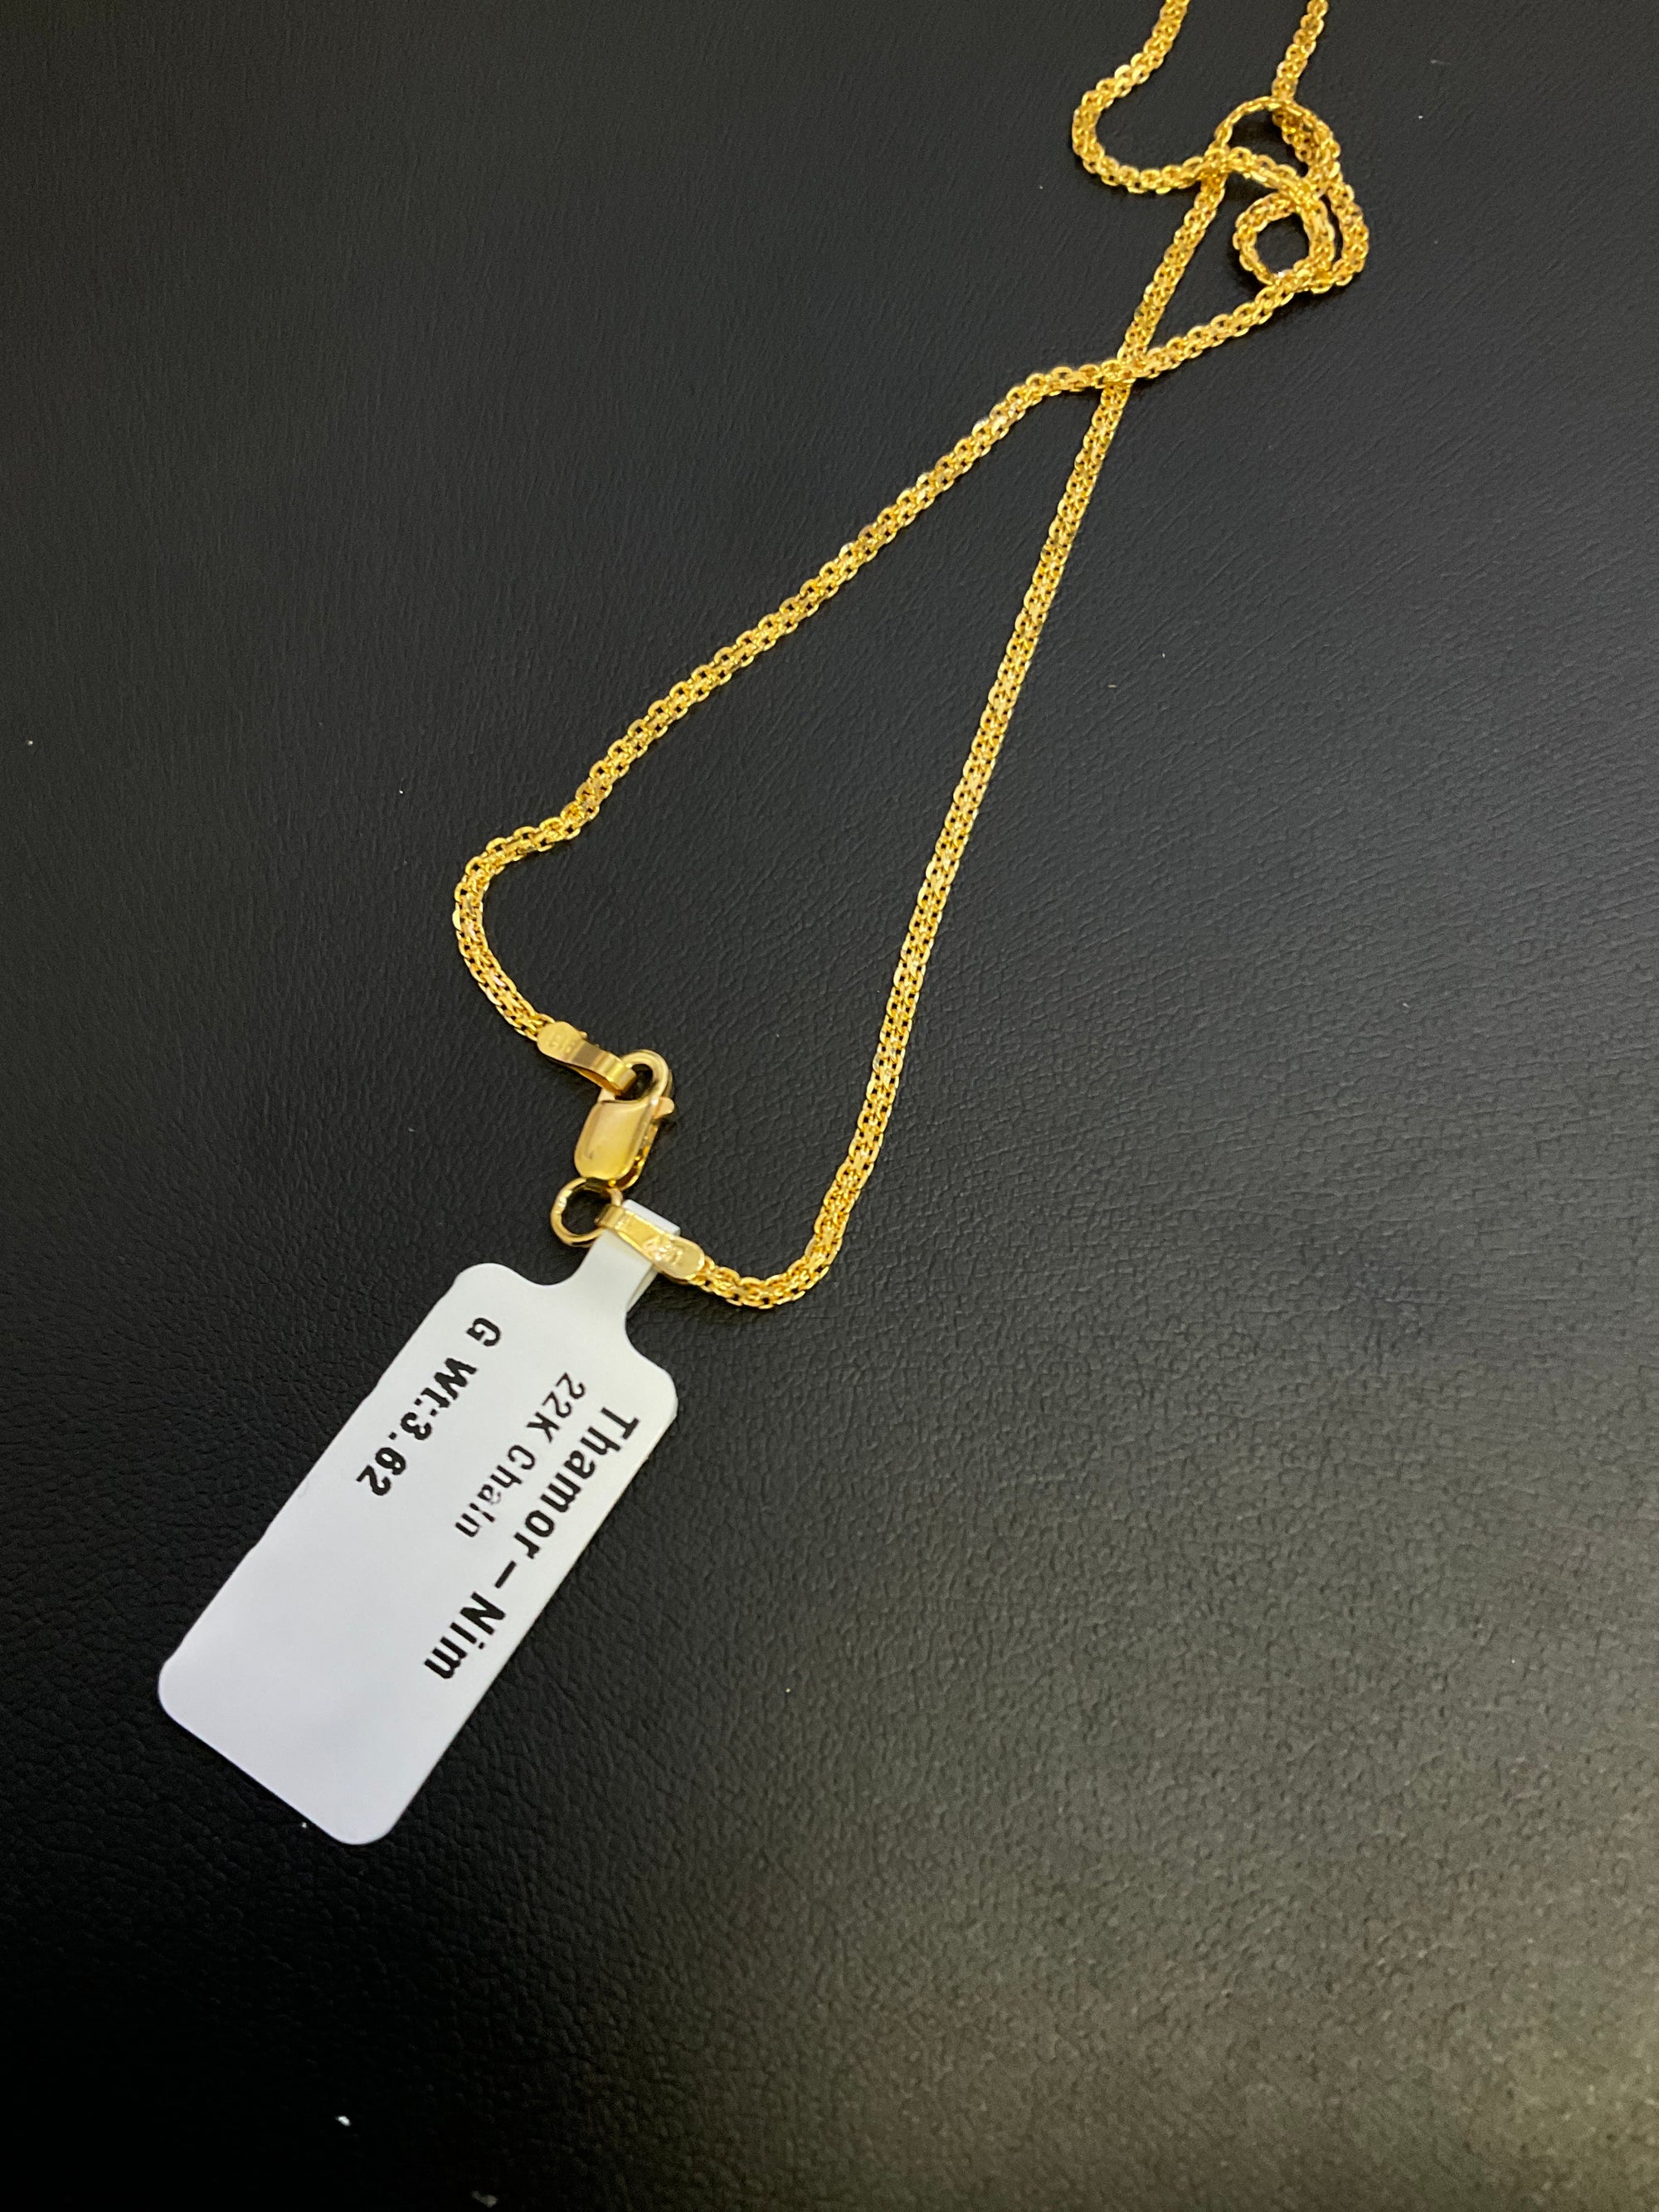 Thamor-Nim
22K Chain
G Wt:3.62